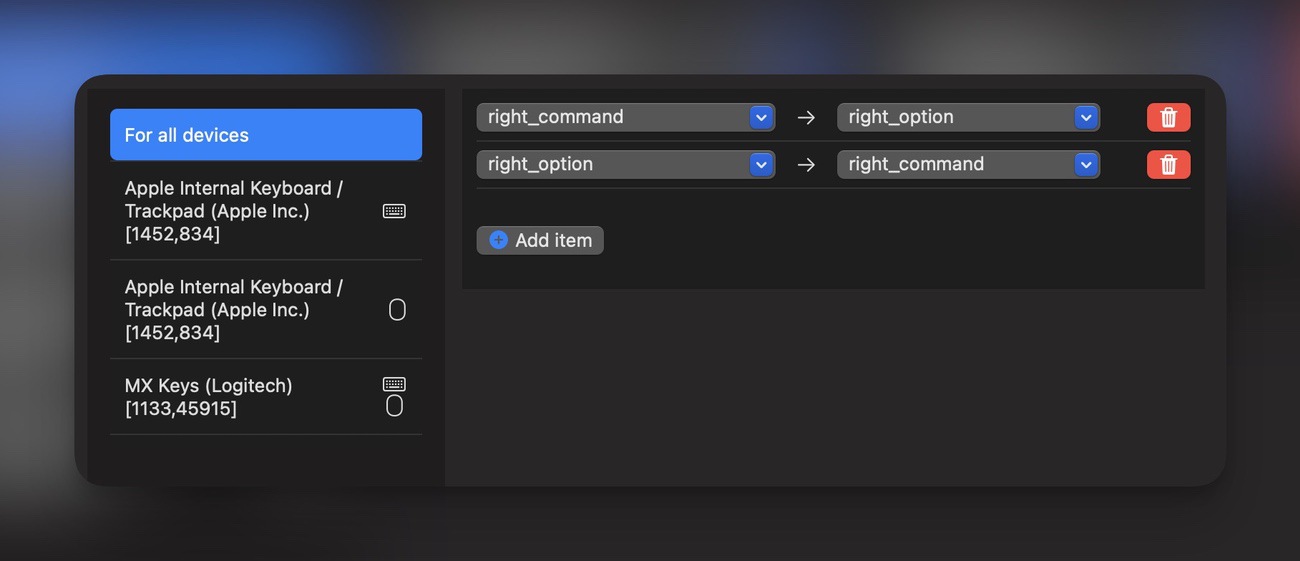 For all devices
Apple Internal Keyboard /
Trackpad (Apple Inc.)
[1452,834]
Apple Internal Keyboard /
Trackpad (Apple Inc.)
[1452,834]
MX Keys (Logitech)
[1133,45915]
right_command → right_option
right_option → right_command
Add item